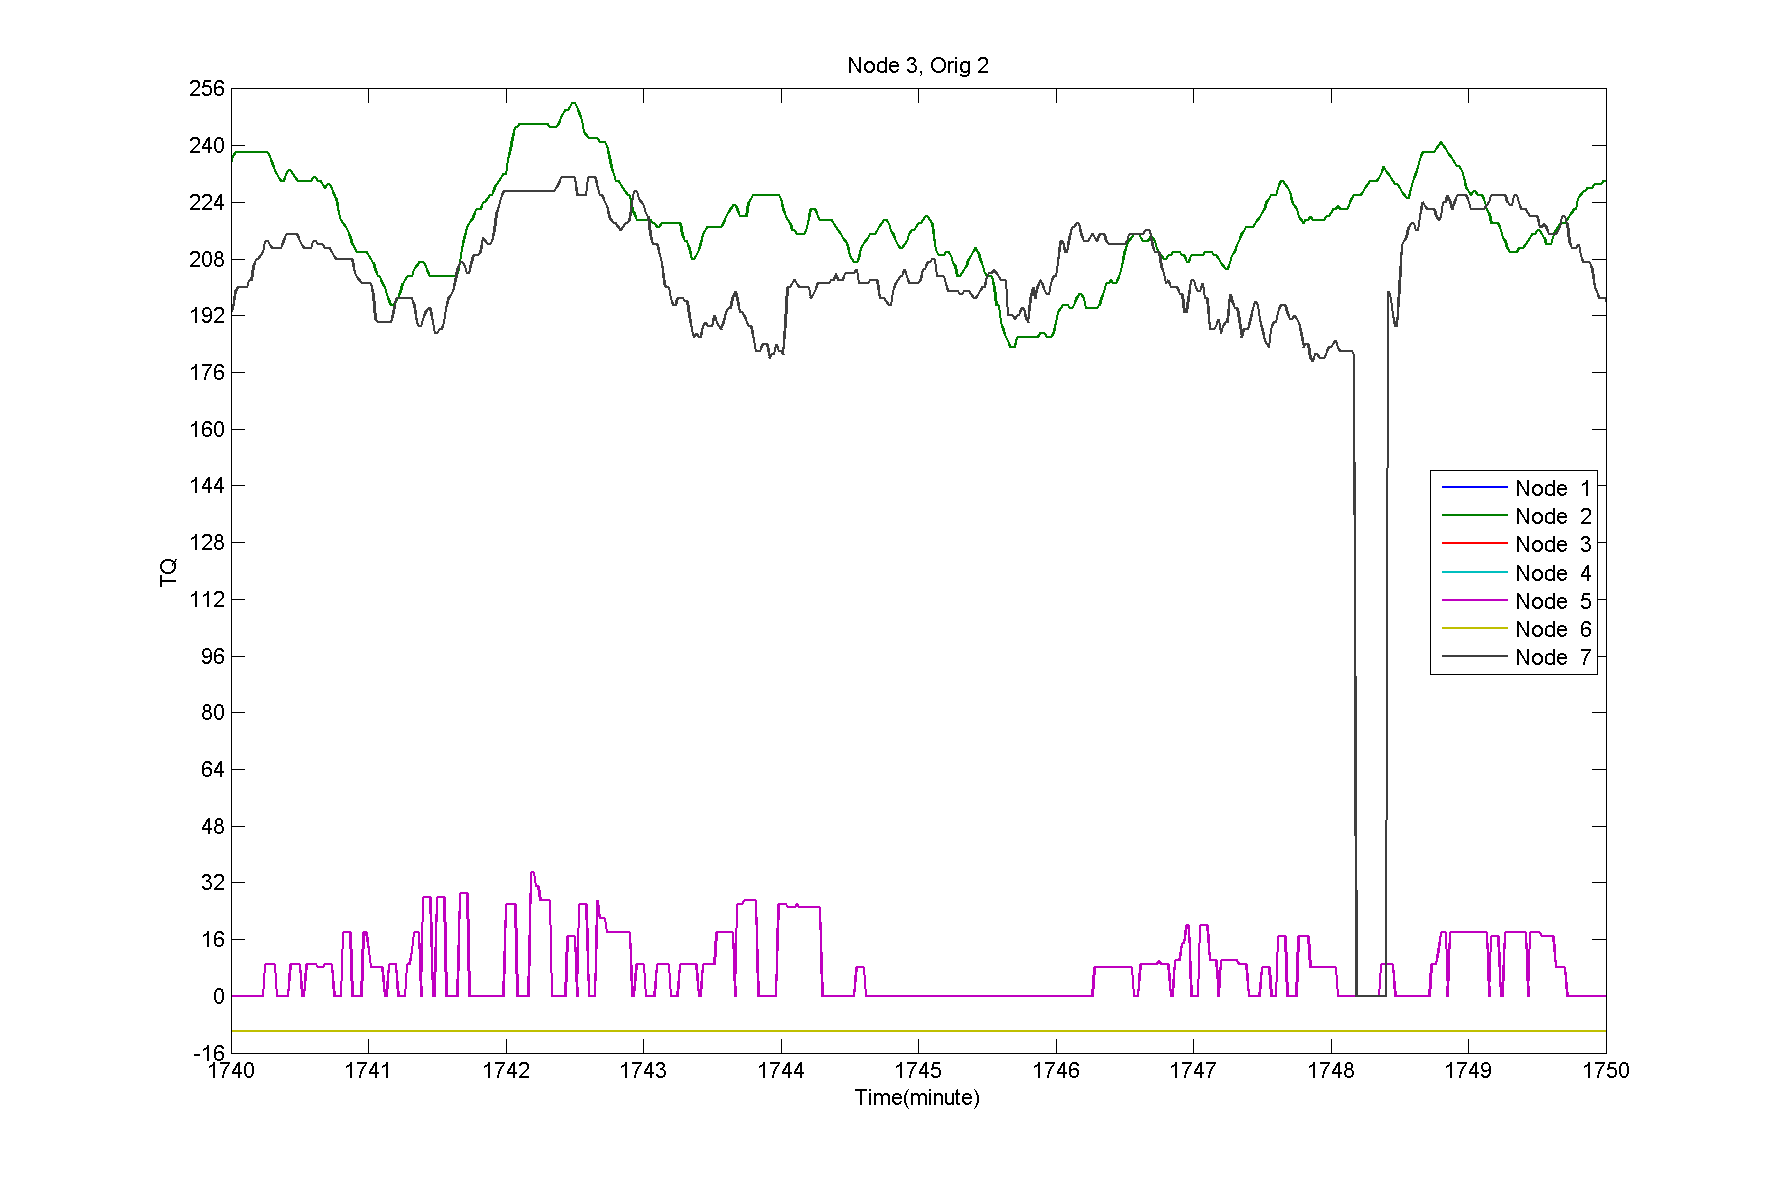 Node 3, Orig 2
256
240
224
208
192
176
160
144
128
112
96
80
64
48
32
16
0
-16
TQ
Node 1
Node 2
Node 3
Node 4
Node 5
Node 6
Node 7
1740 1741 1742 1743 1744 1745 1746 1747 1748 1749 1750
Time(minute)